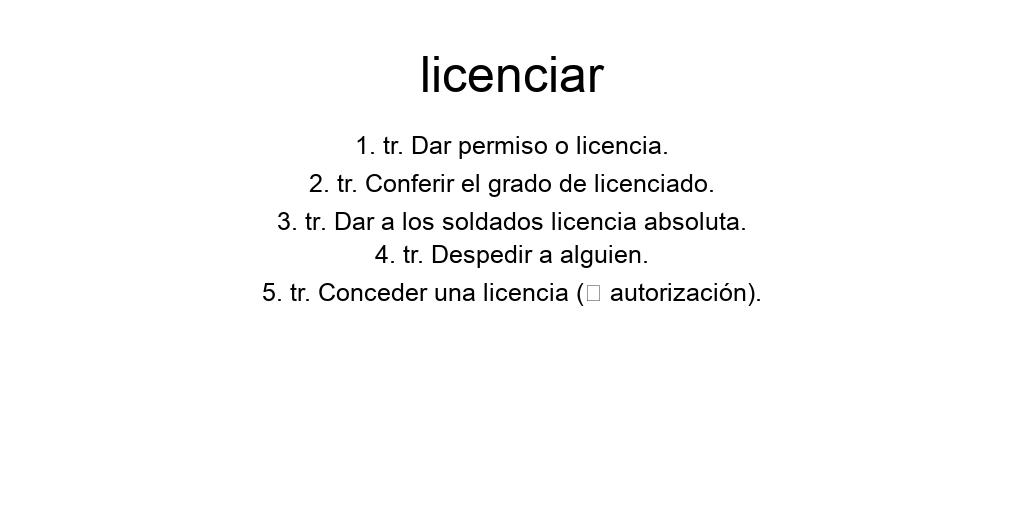 licenciar
1. tr. Dar permiso o licencia.
2. tr. Conferir el grado de licenciado.
3. tr. Dar a los soldados licencia absoluta.
4. tr. Despedir a alguien.
5. tr. Conceder una licencia (□ autorización).